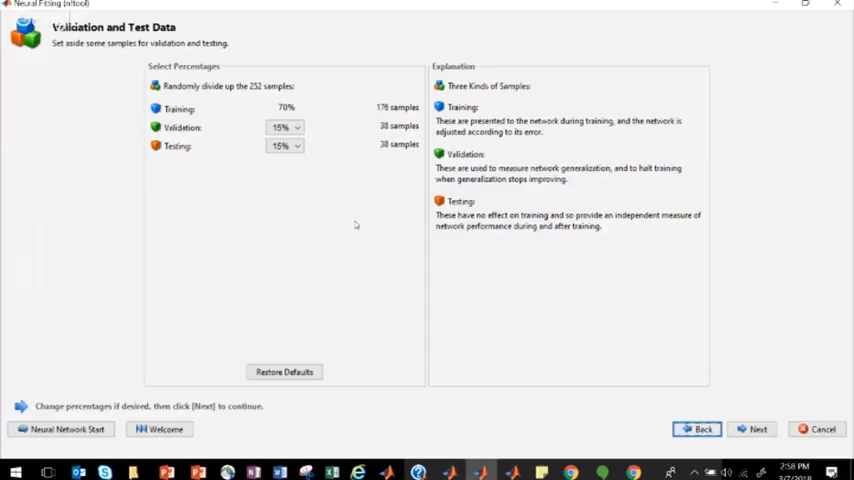 Neural Fitting (nftool)
Validation and Test Data
Set aside some samples for validation and testing.
Select Percentages
Randomly divide up the 252 samples:
Training: 70% 176 samples
Validation: 15% 38 samples
Testing: 15% 38 samples
Restore Defaults
Explanation
Three Kinds of Samples:
Training:
These are presented to the network during training, and the network is
adjusted according to its error.
Validation:
These are used to measure network generalization, and to halt training
when generalization stops improving.
Testing:
These have no effect on training and so provide an independent measure of
network performance during and after training.
Change percentages if desired, then click [Next] to continue.
Neural Network Start Welcome Back Next Cancel
2:58 PM
3/7/2018